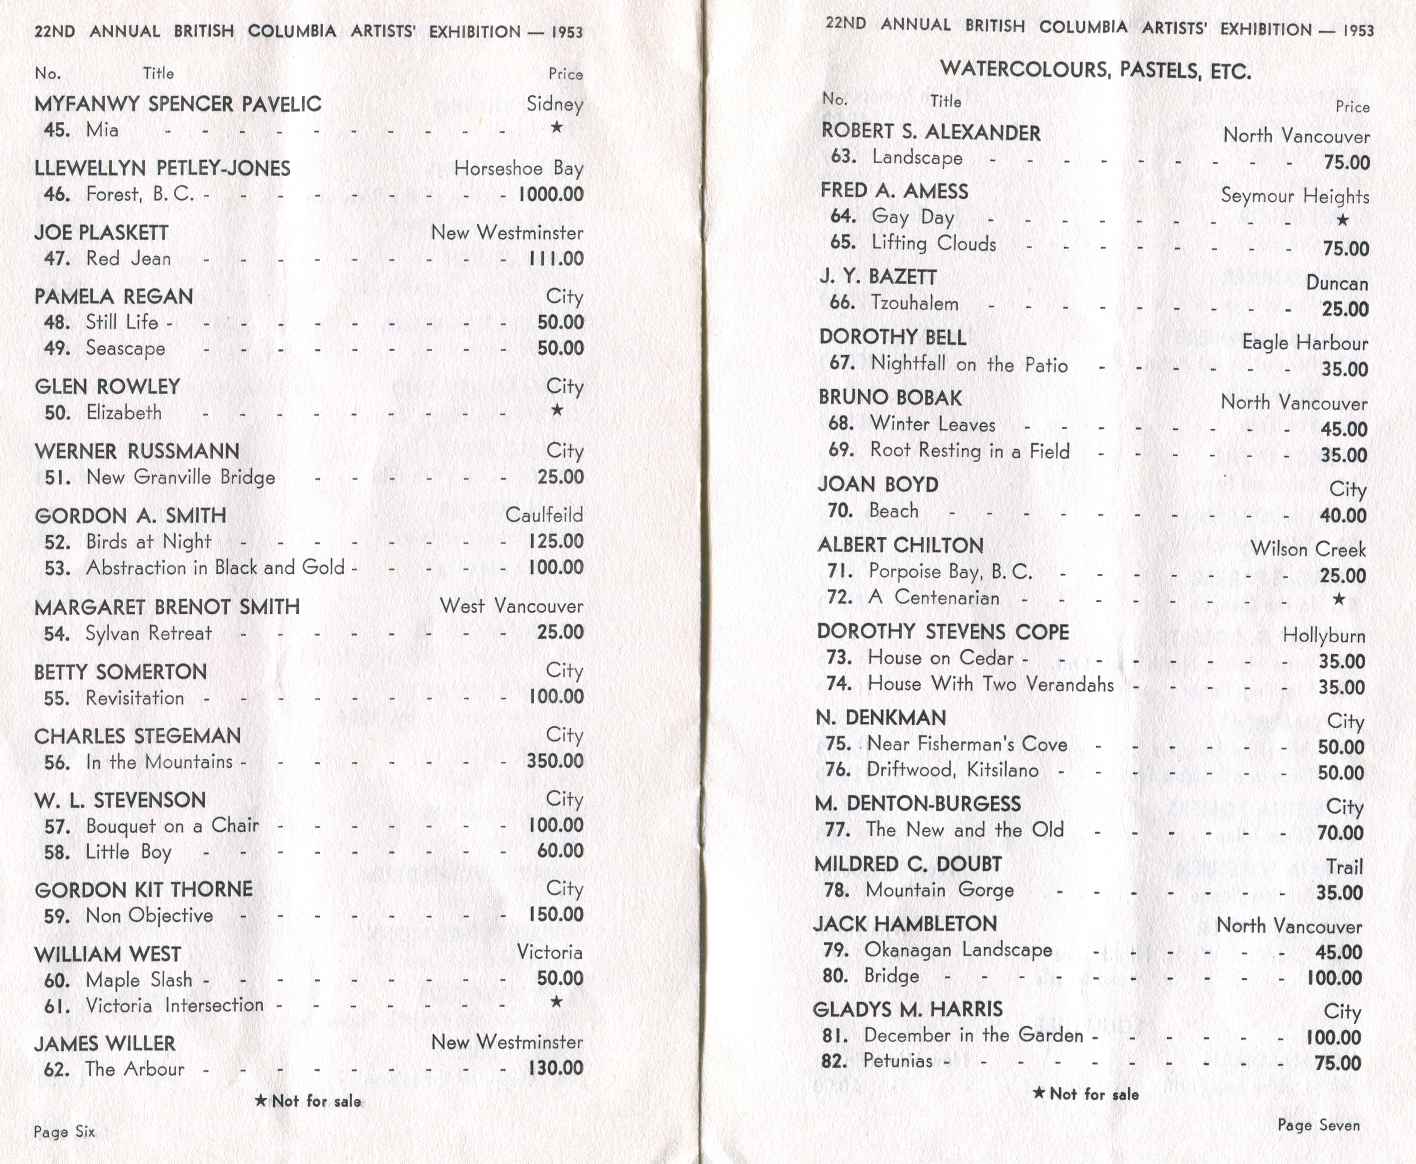 22ND ANNUAL BRITISH COLUMBIA ARTISTS' EXHIBITION — 1953
No. Title Price
MYFANWY SPENCER PAVELIC Sidney
45. Mia - - - - - - - - - - ★
LLEWELLYN PETLEY-JONES Horseshoe Bay
46. Forest, B. C. - - - - - - - - - 1000.00
JOE PLASKETT New Westminster
47. Red Jean - - - - - - - - - 111.00
PAMELA REGAN City
48. Still Life - - - - - - - - - - 50.00
49. Seascape - - - - - - - - - 50.00
GLEN ROWLEY City
50. Elizabeth - - - - - - - - - ★
WERNER RUSSMANN City
51. New Granville Bridge - - - - - - 25.00
GORDON A. SMITH Caulfeild
52. Birds at Night - - - - - - - - 125.00
53. Abstraction in Black and Gold - - - - - 100.00
MARGARET BRENOT SMITH West Vancouver
54. Sylvan Retreat - - - - - - - - 25.00
BETTY SOMERTON City
55. Revisitation - - - - - - - - - 100.00
CHARLES STEGEMAN City
56. In the Mountains - - - - - - - - 350.00
W. L. STEVENSON City
57. Bouquet on a Chair - - - - - - - 100.00
58. Little Boy - - - - - - - - - 60.00
GORDON KIT THORNE City
59. Non Objective - - - - - - - - 150.00
WILLIAM WEST Victoria
60. Maple Slash - - - - - - - - - 50.00
61. Victoria Intersection - - - - - - - ★
JAMES WILLER New Westminster
62. The Arbour - - - - - - - - - 130.00
★ Not for sale
Page Six
22ND ANNUAL BRITISH COLUMBIA ARTISTS' EXHIBITION — 1953
WATERCOLOURS, PASTELS, ETC.
No. Title Price
ROBERT S. ALEXANDER North Vancouver
63. Landscape - - - - - - - - - 75.00
FRED A. AMESS Seymour Heights
64. Gay Day - - - - - - - - - ★
65. Lifting Clouds - - - - - - - - 75.00
J. Y. BAZETT Duncan
66. Tzouhalem - - - - - - - - - 25.00
DOROTHY BELL Eagle Harbour
67. Nightfall on the Patio - - - - - - 35.00
BRUNO BOBAK North Vancouver
68. Winter Leaves - - - - - - - - 45.00
69. Root Resting in a Field - - - - - - 35.00
JOAN BOYD City
70. Beach - - - - - - - - - - 40.00
ALBERT CHILTON Wilson Creek
71. Porpoise Bay, B. C. - - - - - - - 25.00
72. A Centenarian - - - - - - - - ★
DOROTHY STEVENS COPE Hollyburn
73. House on Cedar - - - - - - - - 35.00
74. House With Two Verandahs - - - - - 35.00
N. DENKMAN City
75. Near Fisherman's Cove - - - - - - 50.00
76. Driftwood, Kitsilano - - - - - - - 50.00
M. DENTON-BURGESS City
77. The New and the Old - - - - - - 70.00
MILDRED C. DOUBT Trail
78. Mountain Gorge - - - - - - - 35.00
JACK HAMBLETON North Vancouver
79. Okanagan Landscape - - - - - - 45.00
80. Bridge - - - - - - - - - - 100.00
GLADYS M. HARRIS City
81. December in the Garden - - - - - - 100.00
82. Petunias - - - - - - - - - - 75.00
★ Not for sale
Page Seven